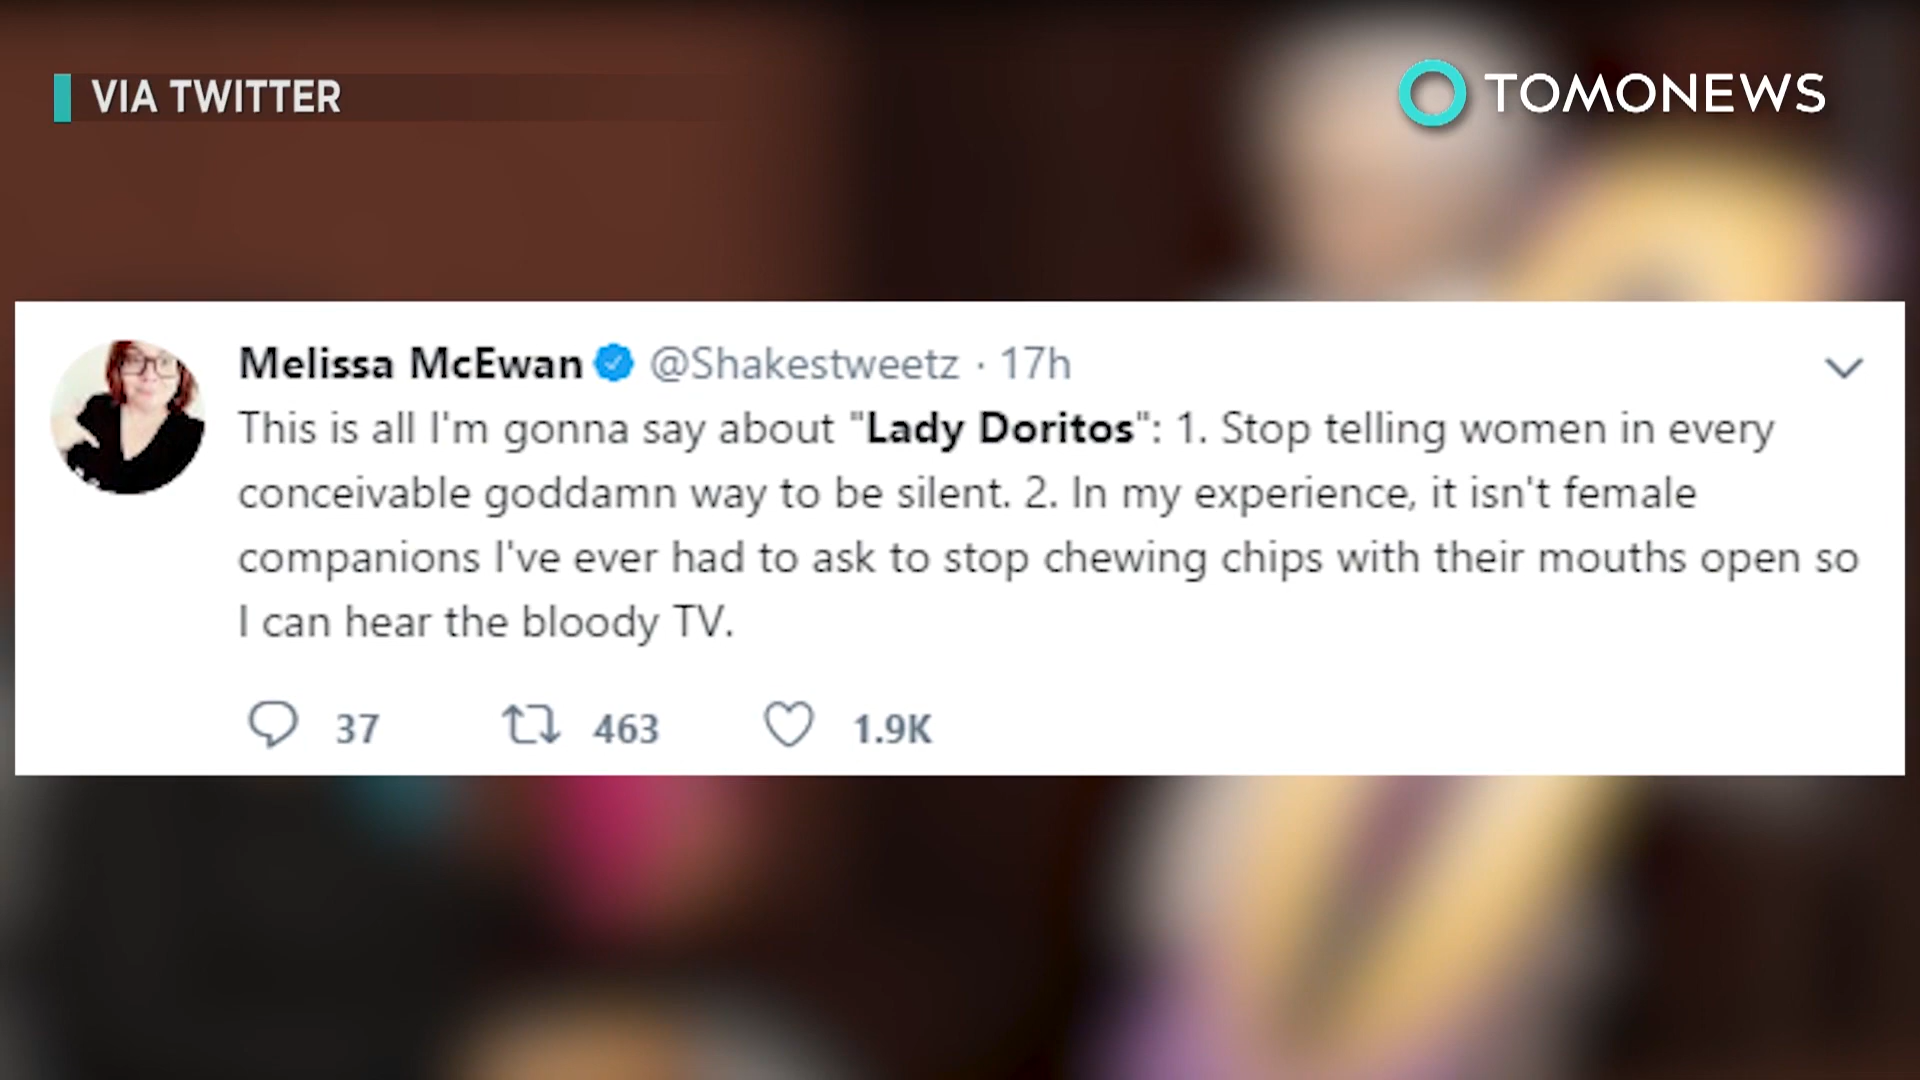 VIA TWITTER
TOMONEWS
Melissa McEwan @Shakestweetz · 17h
This is all I'm gonna say about "Lady Doritos": 1. Stop telling women in every
conceivable goddamn way to be silent. 2. In my experience, it isn't female
companions I've ever had to ask to stop chewing chips with their mouths open so
I can hear the bloody TV.
37 463 1.9K